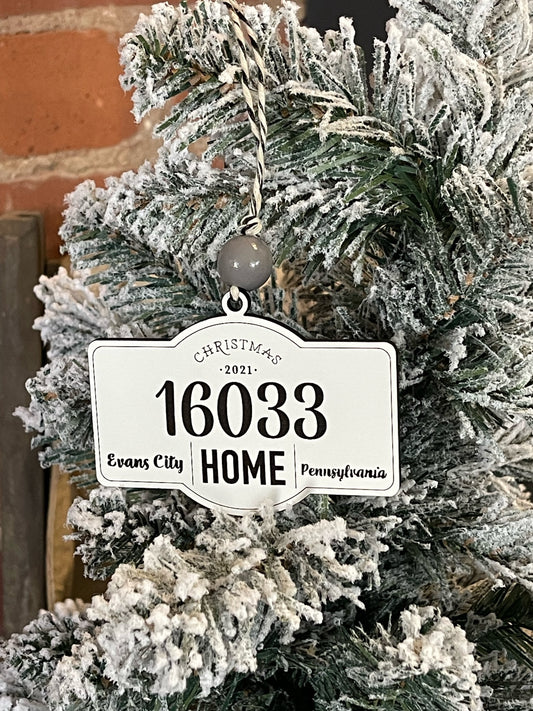 CHRISTMAS
·2021·
16033
Evans City HOME Pennsylvania